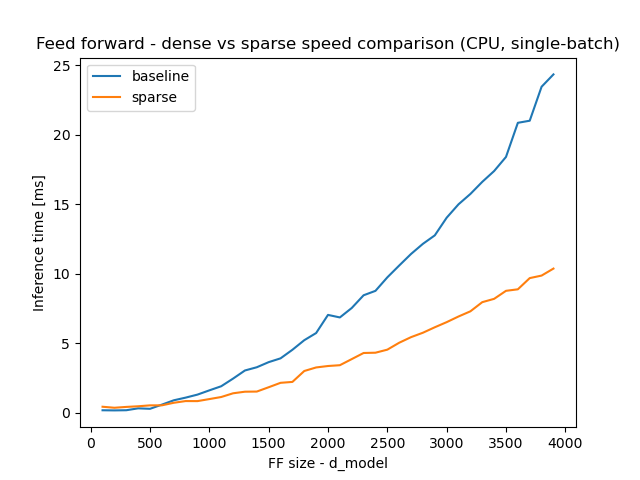 Feed forward - dense vs sparse speed comparison (CPU, single-batch)
baseline
sparse
Inference time [ms]
25
20
15
10
5
0
0 500 1000 1500 2000 2500 3000 3500 4000
FF size - d_model